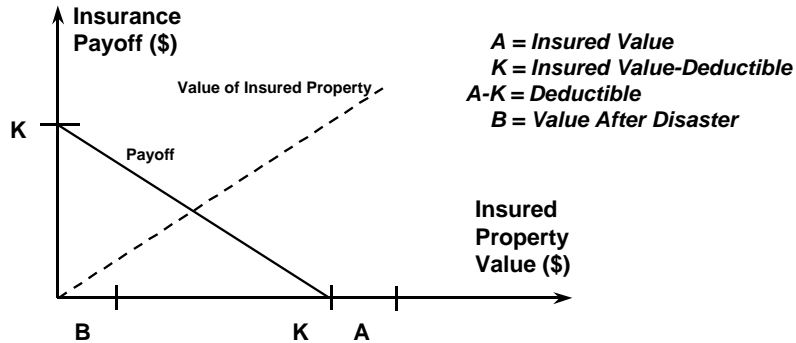 Insurance
Payoff ($)
A = Insured Value
K = Insured Value-Deductible
A-K = Deductible
B = Value After Disaster
Value of Insured Property
K
Payoff
Insured
Property
Value ($)
B
K
A